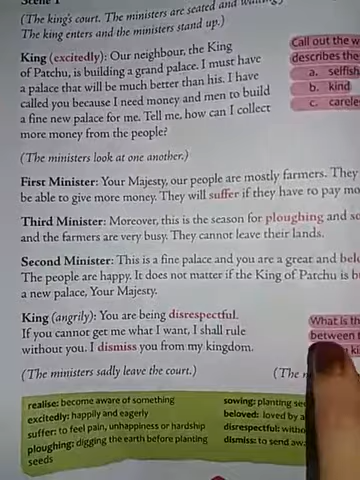 Scene 1
(The king's court. The ministers are seated and
The king enters and the ministers stand up.)
King (excitedly): Our neighbour, the King
of Patchu, is building a grand palace. I must have
a palace that will be much better than his. I have
called you because I need money and men to build
a fine new palace for me. Tell me, how can I collect
more money from the people?
Call out the w
describes the
a. selfish
b. kind
c. carele
(The ministers look at one another.)
First Minister: Your Majesty, our people are mostly farmers. They
be able to give more money. They will suffer if they have to pay mo
Third Minister: Moreover, this is the season for ploughing and so
and the farmers are very busy. They cannot leave their lands.
Second Minister: This is a fine palace and you are a great and belo
The people are happy. It does not matter if the King of Patchu is b
a new palace, Your Majesty.
King (angrily): You are being disrespectful.
If you cannot get me what I want, I shall rule
without you. I dismiss you from my kingdom.
What is th
between t
ki
(The ministers sadly leave the court.)
(The
realise: become aware of something
excitedly: happily and eagerly
suffer: to feel pain, unhappiness or hardship
ploughing: digging the earth before planting
seeds
sowing: planting see
beloved: loved by a
disrespectful: witho
dismiss: to send awa